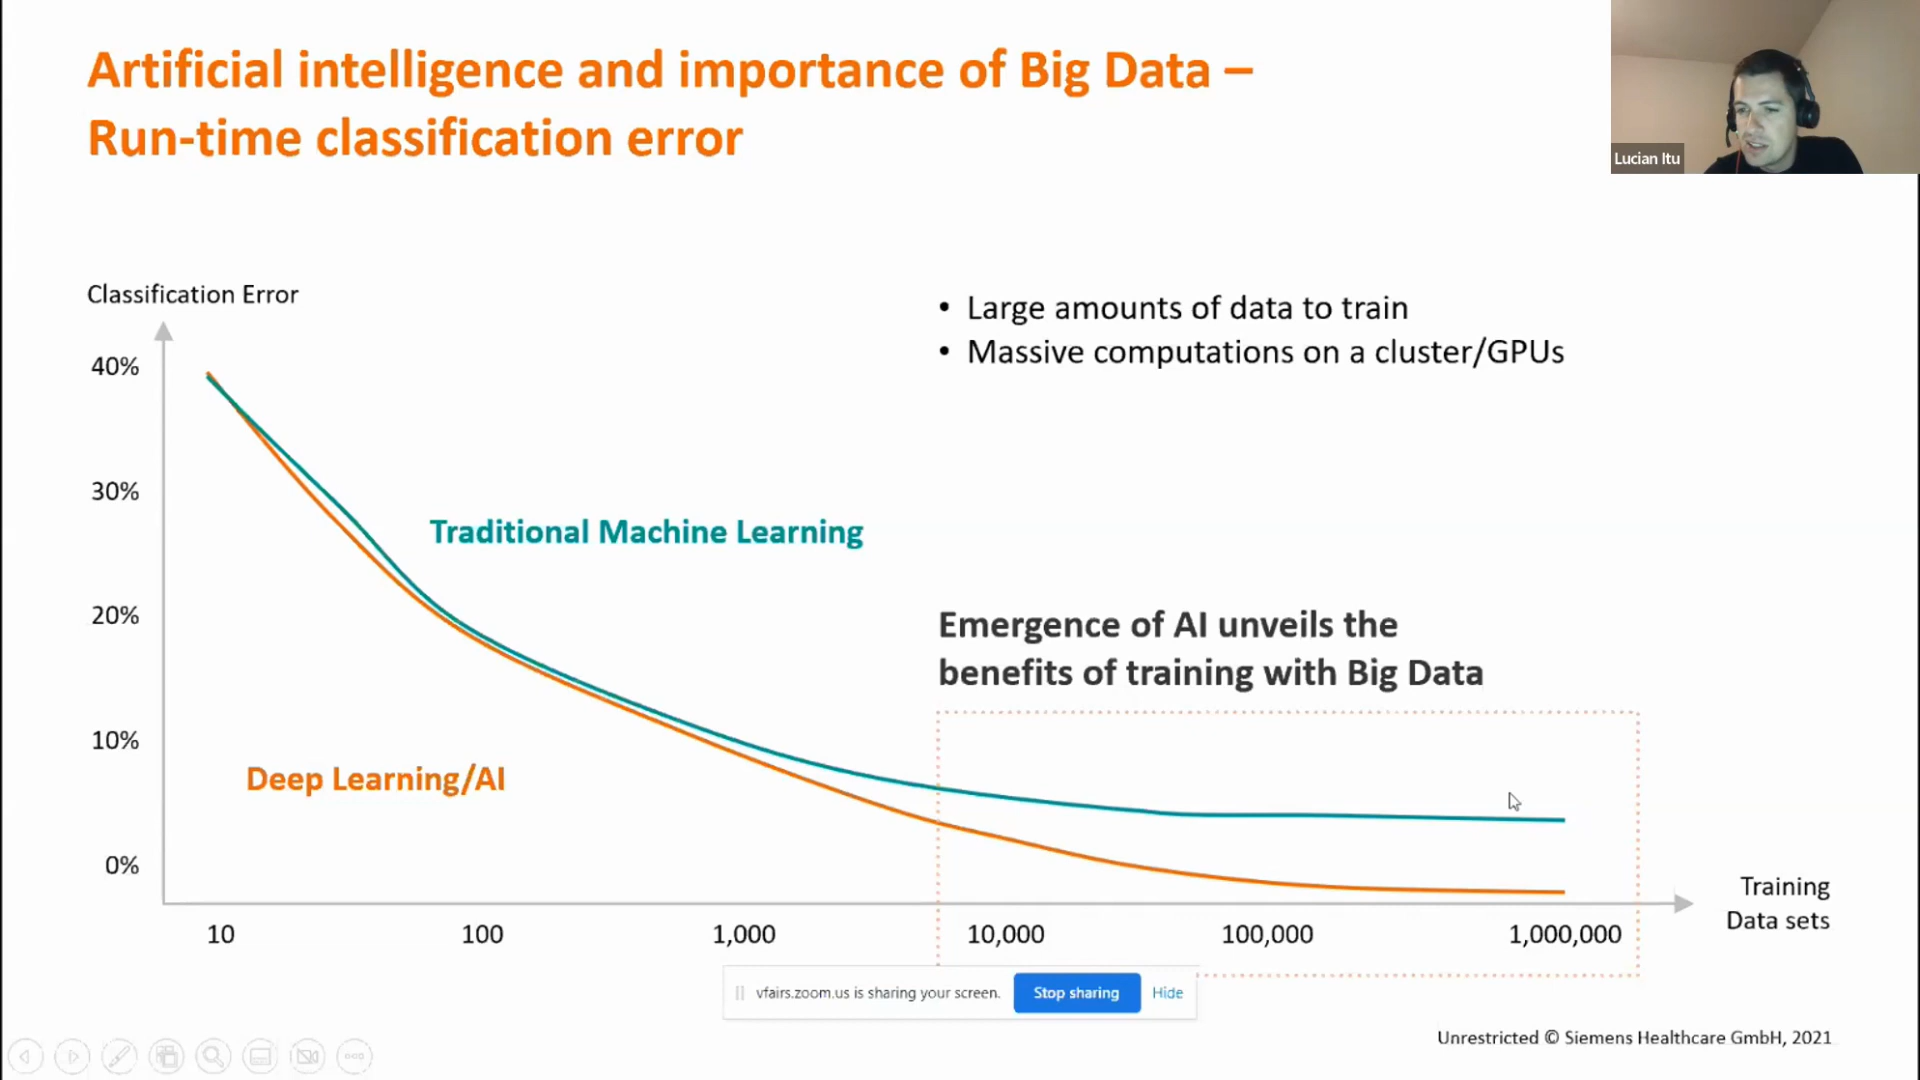 Artificial intelligence and importance of Big Data –
Run-time classification error
Lucian Itu
Classification Error
• Large amounts of data to train
• Massive computations on a cluster/GPUs
40%
30%
20%
10%
0%
Traditional Machine Learning
Deep Learning/AI
Emergence of AI unveils the
benefits of training with Big Data
10 100 1,000 10,000 100,000 1,000,000
Training
Data sets
vfairs.zoom.us is sharing your screen. Stop sharing Hide
Unrestricted © Siemens Healthcare GmbH, 2021